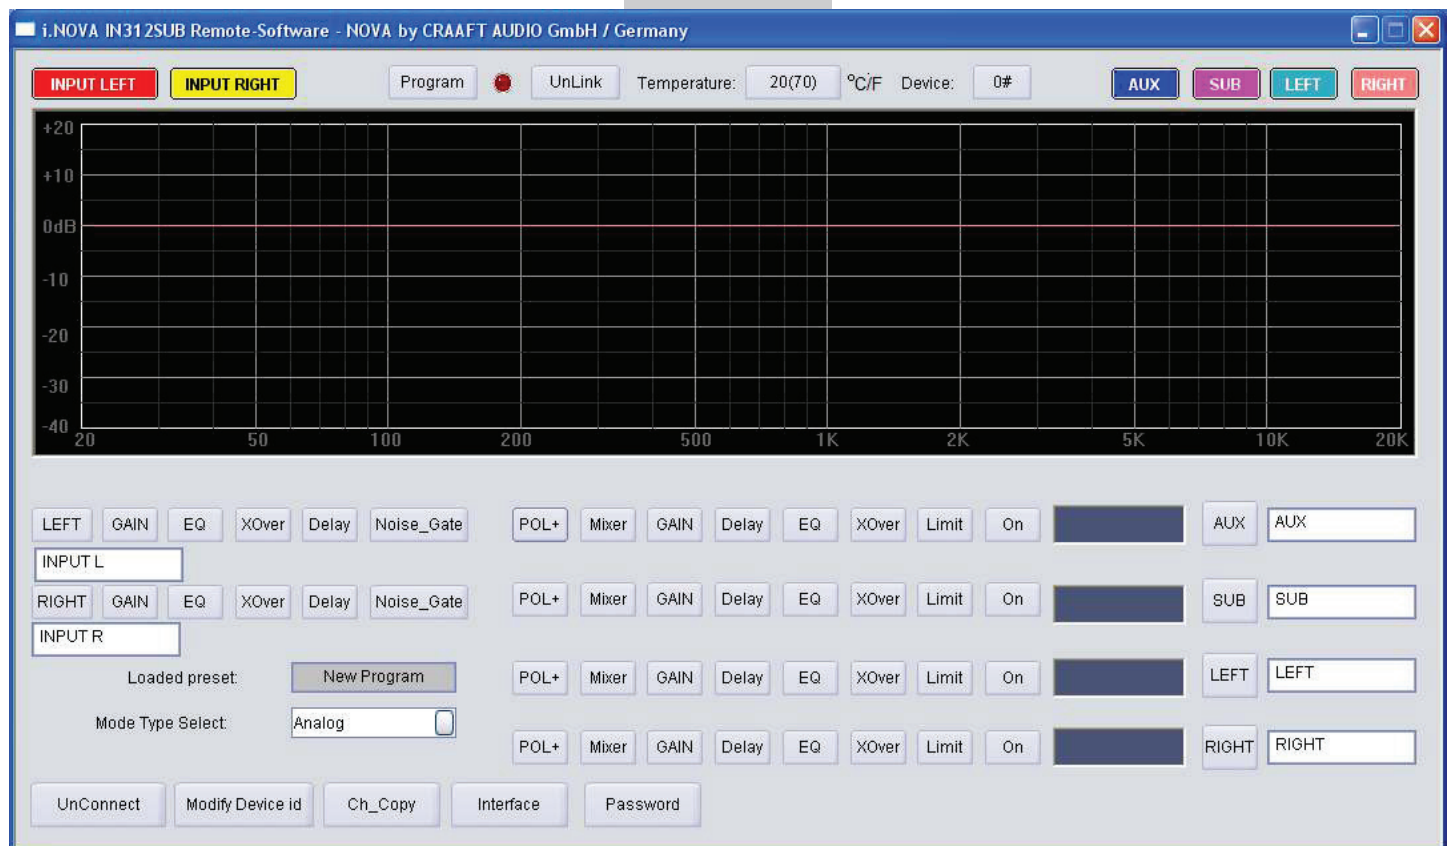 i.NOVA IN312SUB Remote-Software - NOVA by CRAAFT AUDIO GmbH / Germany
INPUT LEFT INPUT RIGHT Program UnLink Temperature: 20(70) °C/F Device: 0# AUX SUB LEFT RIGHT
+20
+10
0dB
-10
-20
-30
-40
20 50 100 200 500 1K 2K 5K 10K 20K
LEFT GAIN EQ XOver Delay Noise_Gate POL+ Mixer GAIN Delay EQ XOver Limit On AUX AUX
INPUT L
RIGHT GAIN EQ XOver Delay Noise_Gate POL+ Mixer GAIN Delay EQ XOver Limit On SUB SUB
INPUT R
Loaded preset: New Program POL+ Mixer GAIN Delay EQ XOver Limit On LEFT LEFT
Mode Type Select: Analog
POL+ Mixer GAIN Delay EQ XOver Limit On RIGHT RIGHT
UnConnect Modify Device id Ch_Copy Interface Password